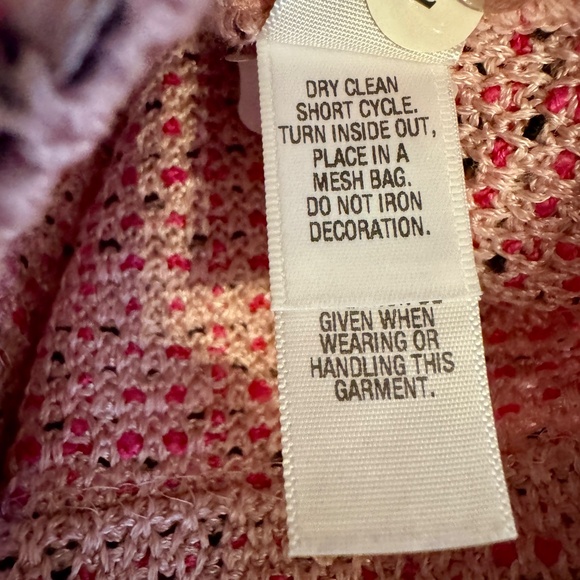 DRY CLEAN
SHORT CYCLE.
TURN INSIDE OUT,
PLACE IN A
MESH BAG.
DO NOT IRON
DECORATION.
GIVEN WHEN
WEARING OR
HANDLING THIS
GARMENT.